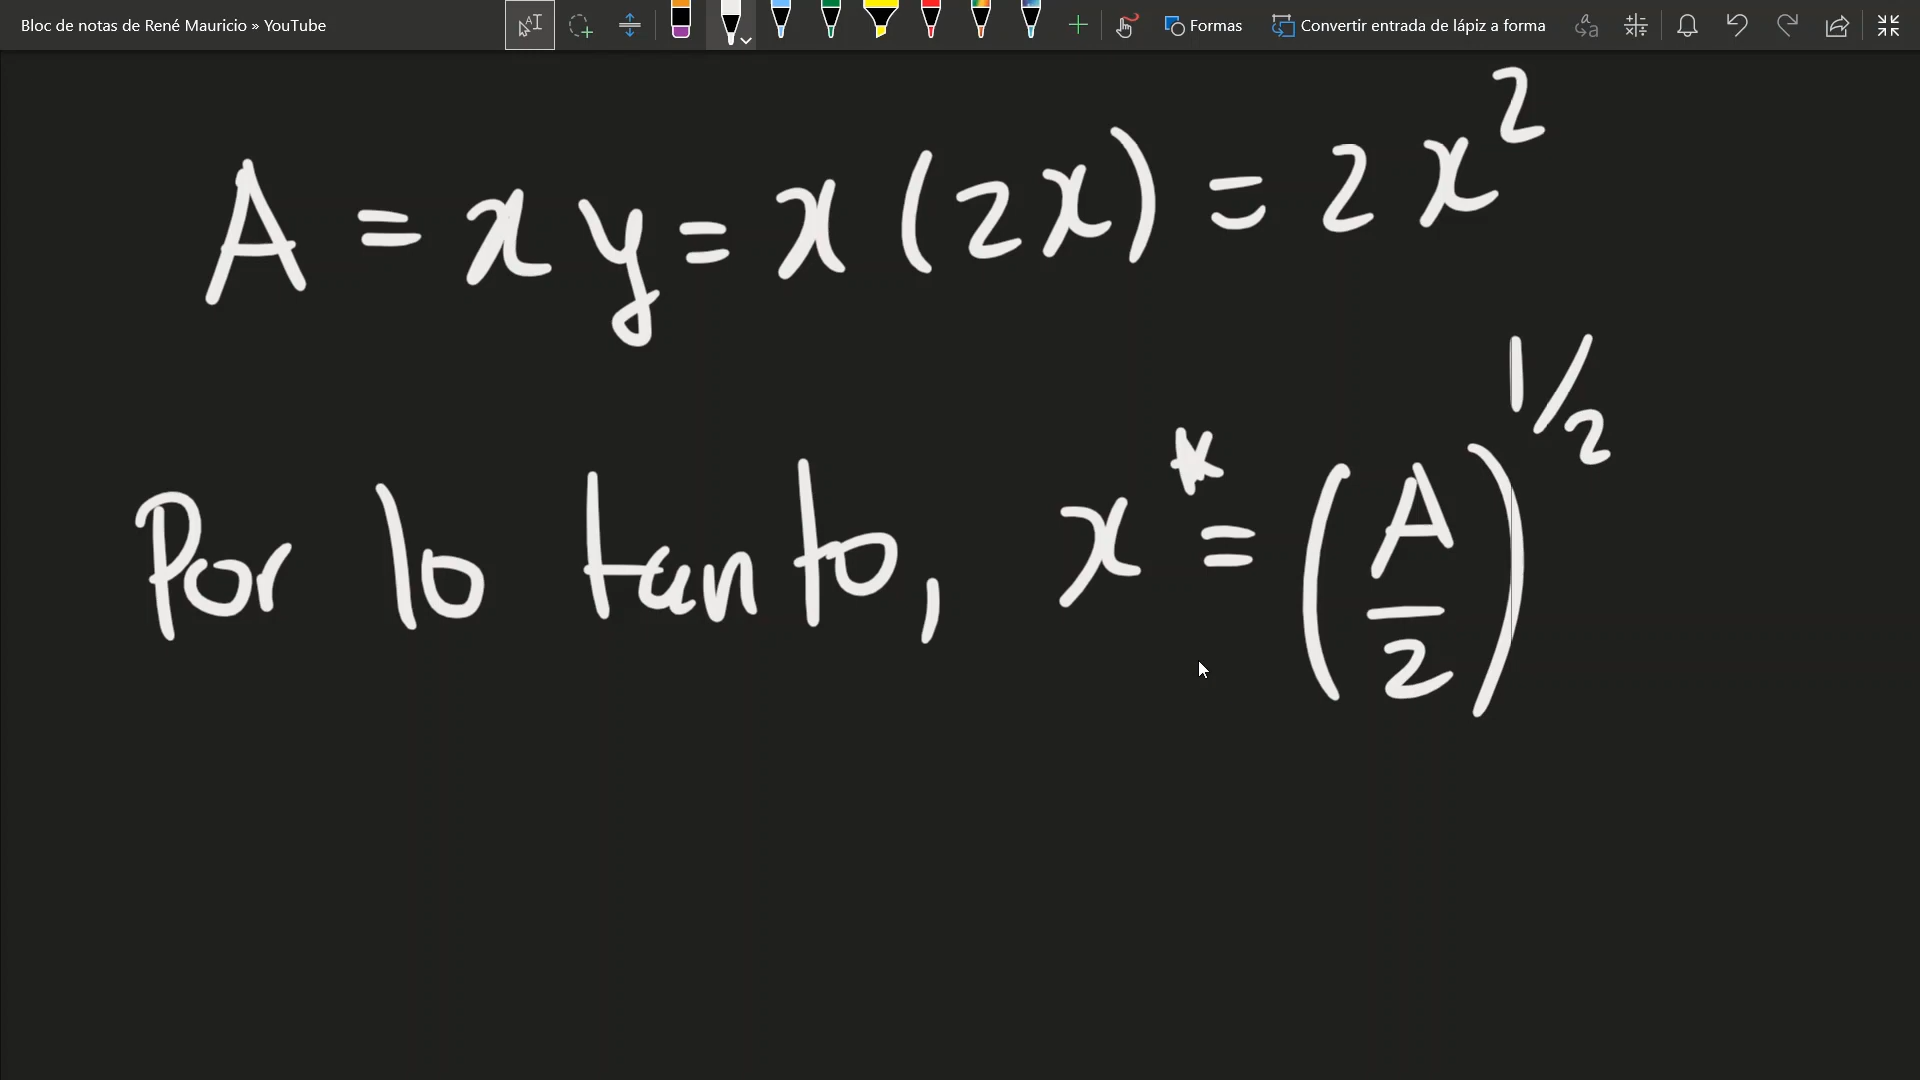 Bloc de notas de René Mauricio » YouTube
Formas
Convertir entrada de lápiz a forma
A = xy = x(2x) = 2x²
Por lo tanto, x* = (A/2)^1/2